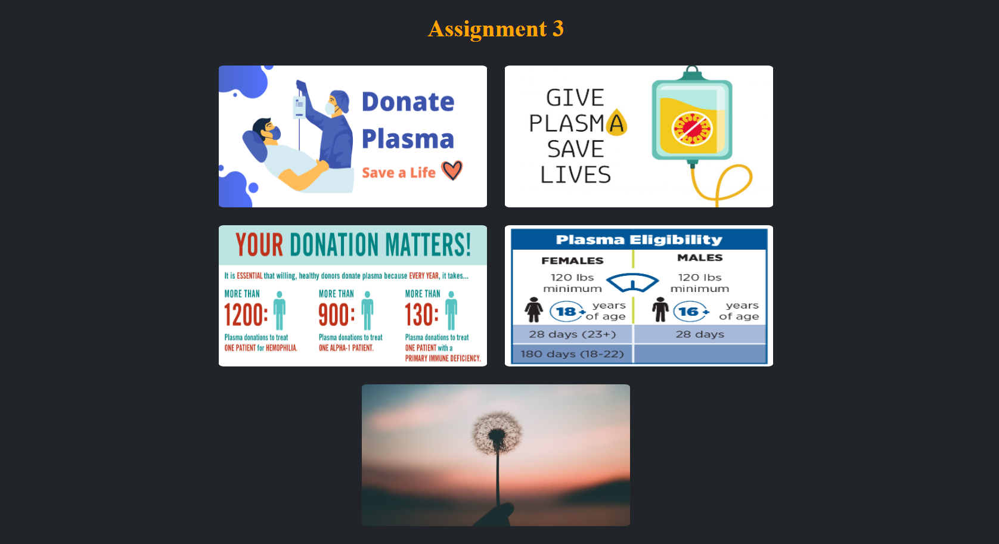 Assignment 3
Donate
Plasma
Save a Life
GIVE
PLASMA
SAVE
LIVES
YOUR DONATION MATTERS!
It is ESSENTIAL that willing, healthy donors donate plasma because EVERY YEAR, it takes...
MORE THAN
1200:
Plasma donations to treat
ONE PATIENT for HEMOPHILIA.
MORE THAN
900:
Plasma donations to treat
ONE ALPHA-1 PATIENT.
MORE THAN
130:
Plasma donations to treat
ONE PATIENT with a
PRIMARY IMMUNE DEFICIENCY.
Plasma Eligibility
FEMALES
MALES
120 lbs
minimum
120 lbs
minimum
18+ years
of age
16+ years
of age
28 days (23+)
28 days
180 days (18-22)